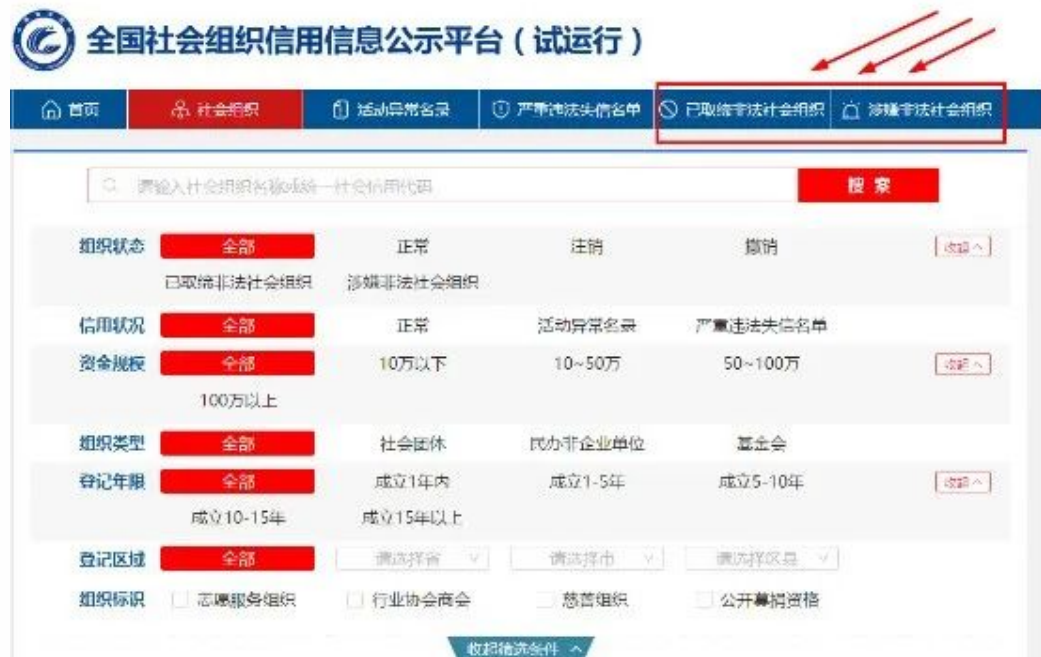 全国社会组织信用信息公示平台（试运行）
首页 社会组织 活动异常名录 严重违法失信名单 已取缔非法社会组织 涉嫌非法社会组织
请输入社会组织名称或统一社会信用代码 搜索
组织状态 全部 正常 注销 撤销 收起
已取缔非法社会组织 涉嫌非法社会组织
信用状况 全部 正常 活动异常名录 严重违法失信名单
资金规模 全部 10万以下 10~50万 50~100万 收起
100万以上
组织类型 全部 社会团体 民办非企业单位 基金会
登记年限 全部 成立1年内 成立1-5年 成立5-10年 收起
成立10-15年 成立15年以上
登记区域 全部 请选择省 请选择市 请选择区县
组织标识 志愿服务组织 行业协会商会 慈善组织 公开募捐资格
收起筛选条件